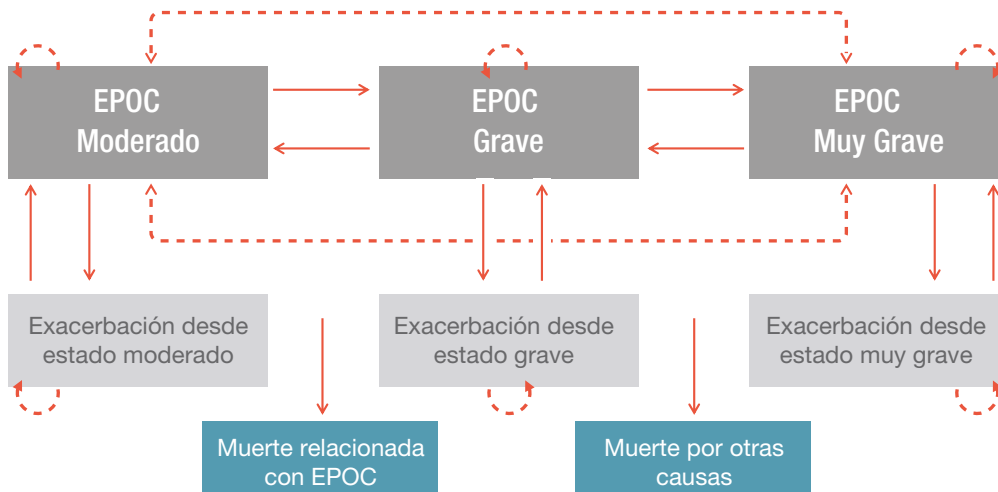 EPOC
Moderado
EPOC
Grave
EPOC
Muy Grave
Exacerbación desde
estado moderado
Exacerbación desde
estado grave
Exacerbación desde
estado muy grave
Muerte relacionada
con EPOC
Muerte por otras
causas